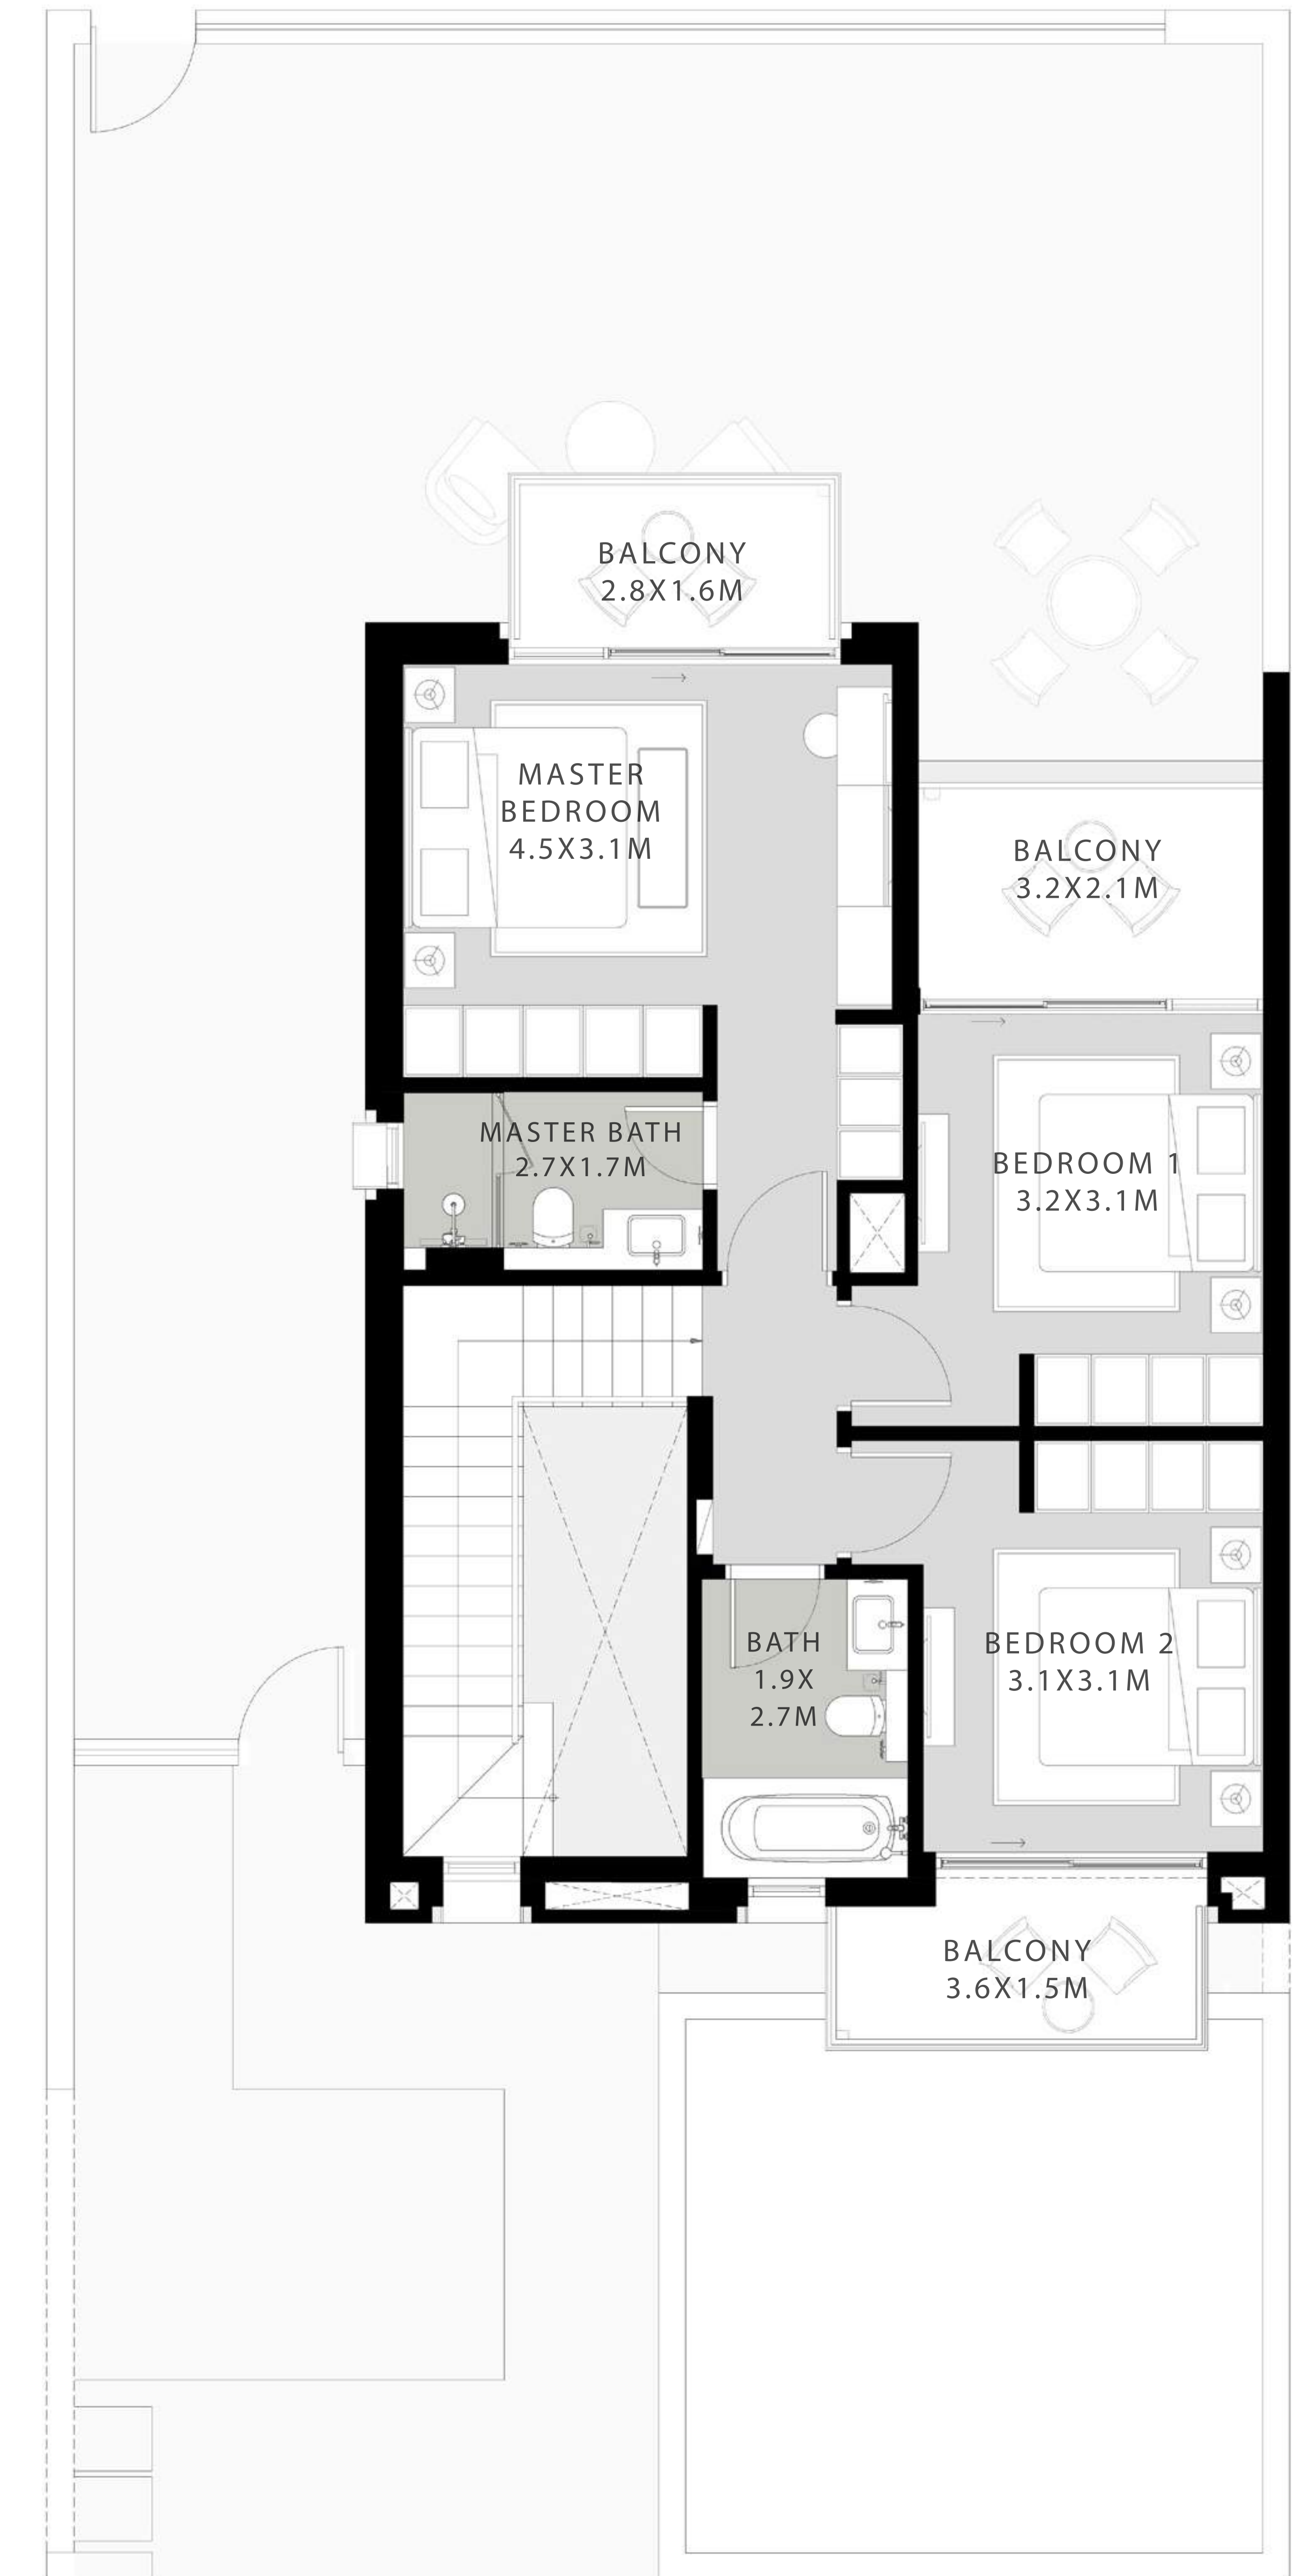 BALCONY
2.8X1.6M
MASTER
BEDROOM
4.5X3.1M
BALCONY
3.2X2.1M
MASTER BATH
2.7X1.7M
BEDROOM 1
3.2X3.1M
BATH
1.9X
2.7M
BEDROOM 2
3.1X3.1M
BALCONY
3.6X1.5M